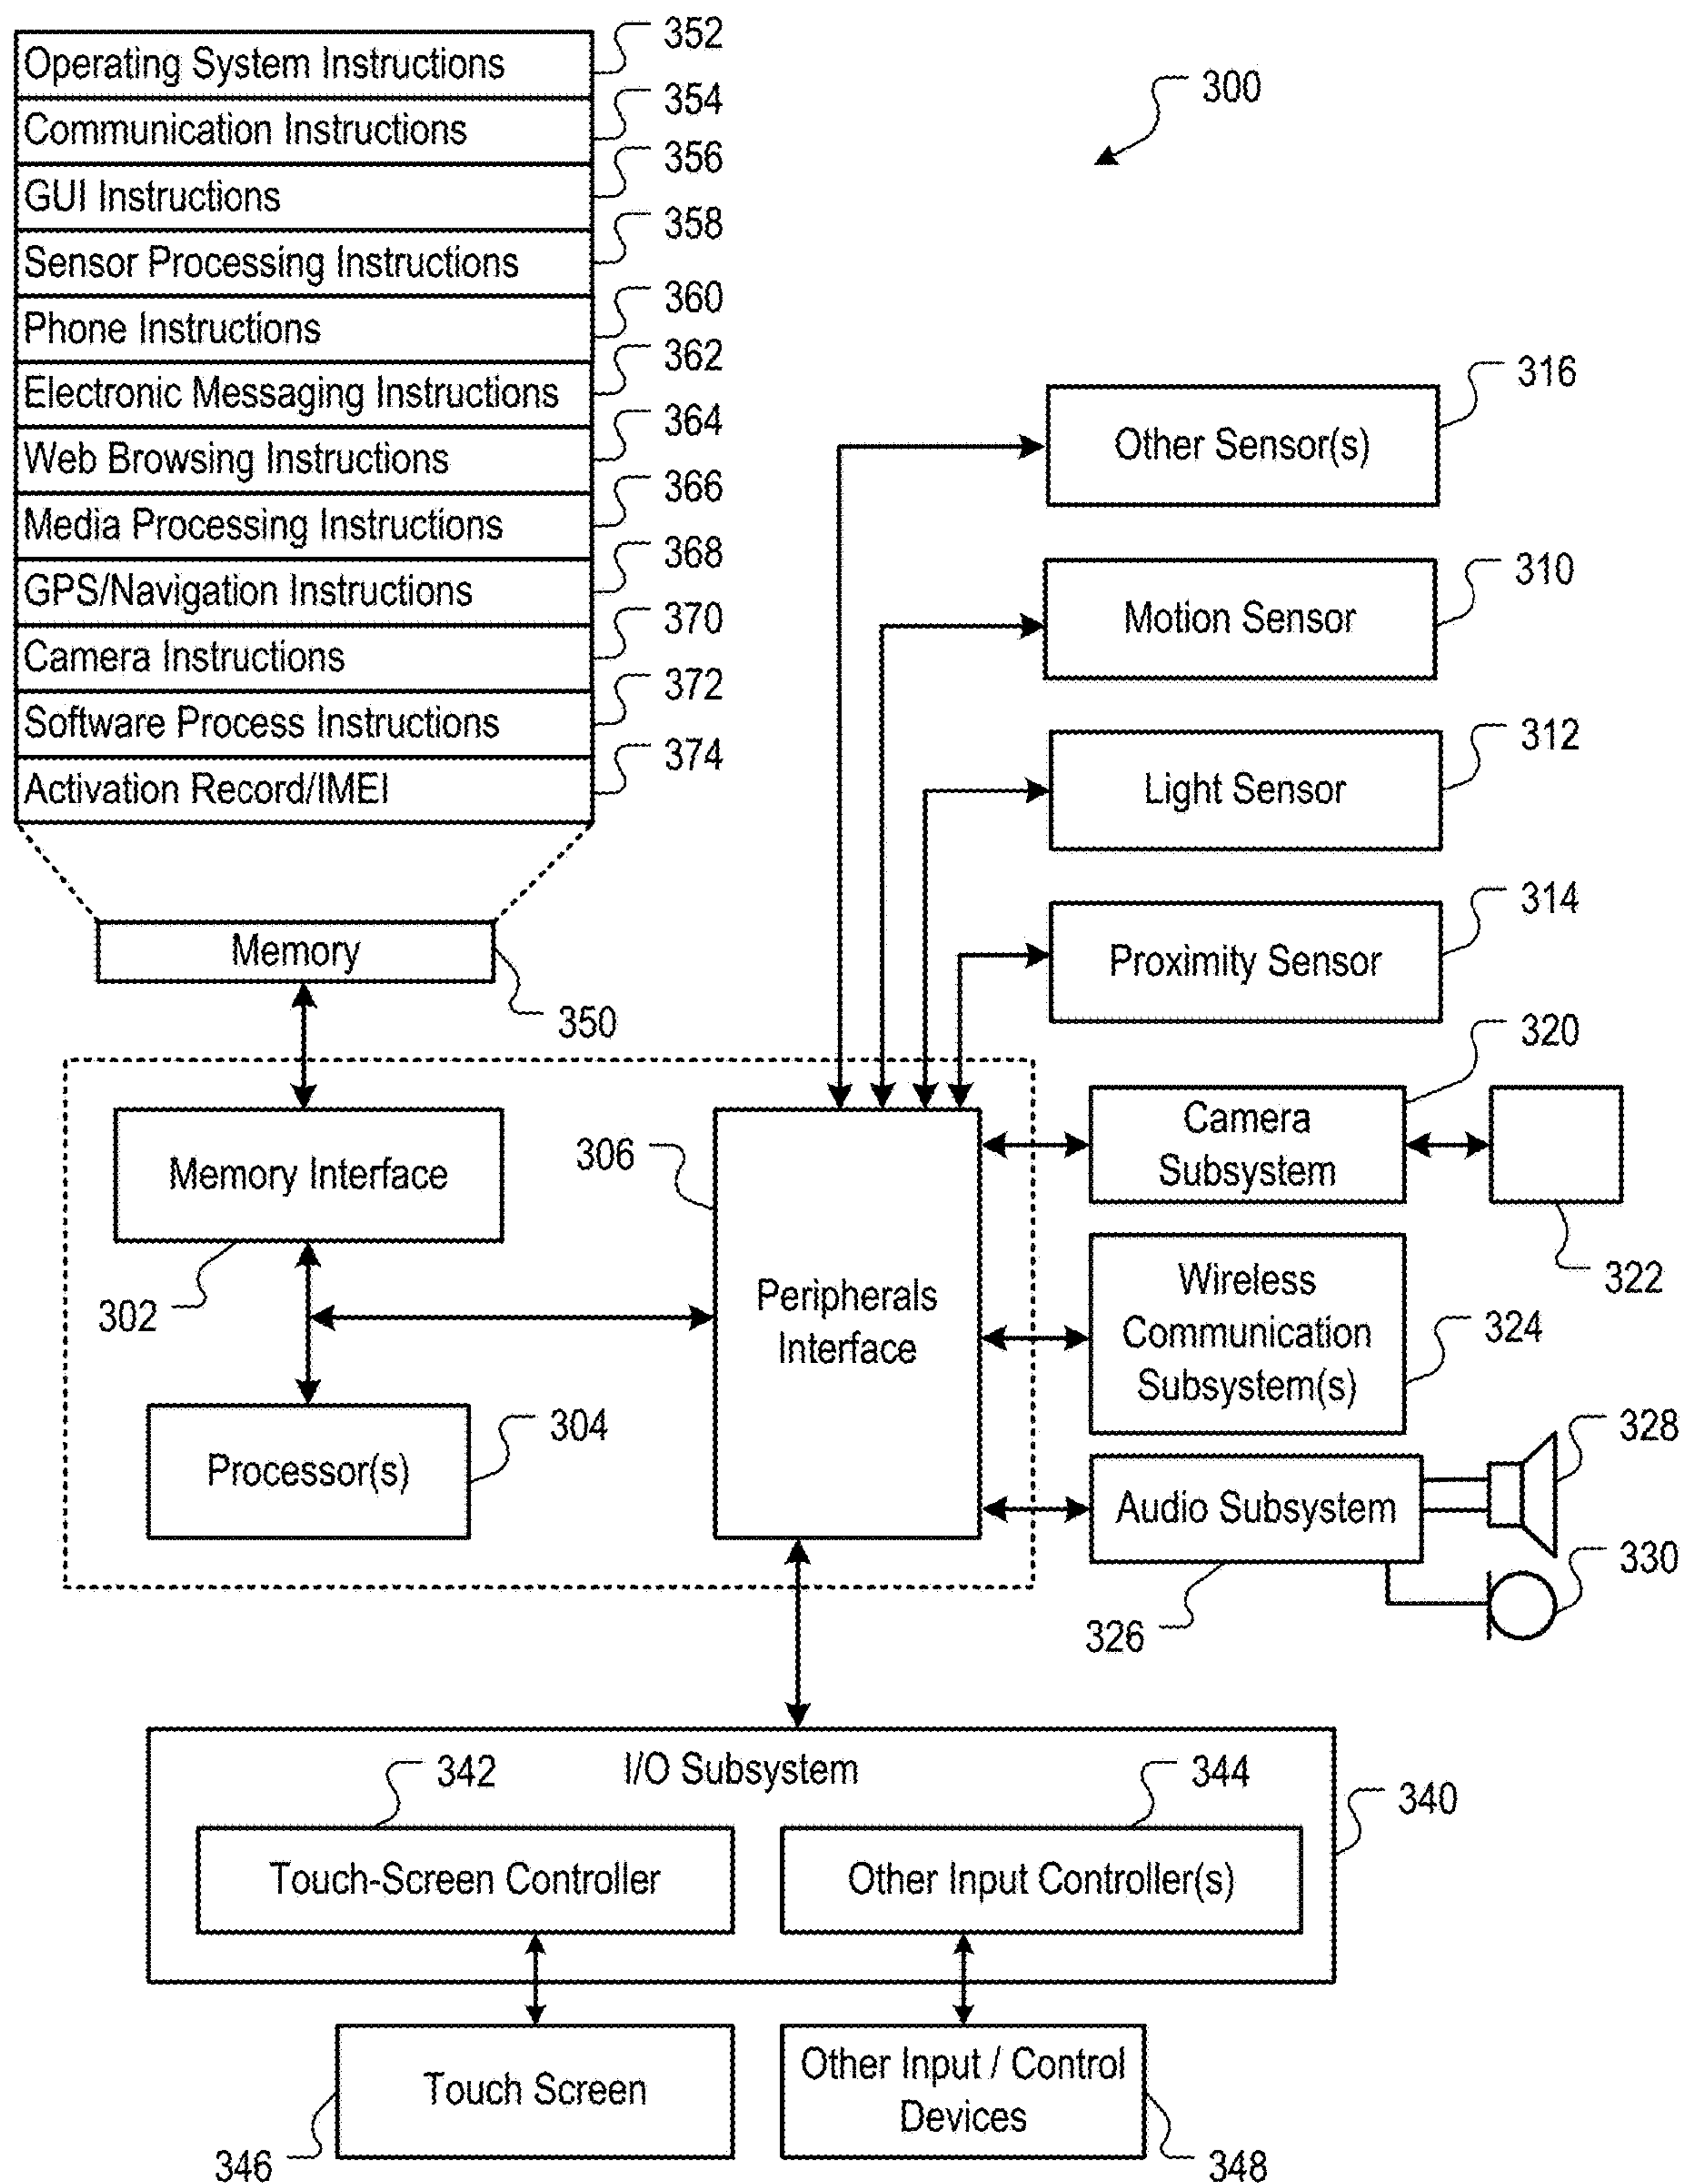 Operating System Instructions
352
Communication Instructions
354
GUI Instructions
356
Sensor Processing Instructions
358
Phone Instructions
360
Electronic Messaging Instructions
362
Web Browsing Instructions
364
Media Processing Instructions
366
GPS/Navigation Instructions
368
Camera Instructions
370
Software Process Instructions
372
Activation Record/IMEI
374
Memory
350
300
Other Sensor(s)
316
Motion Sensor
310
Light Sensor
312
Proximity Sensor
314
Memory Interface
302
Processor(s)
304
306
Peripherals
Interface
Camera
Subsystem
320
322
Wireless
Communication
Subsystem(s)
324
Audio Subsystem
326
328
330
I/O Subsystem
340
342
Touch-Screen Controller
344
Other Input Controller(s)
Touch Screen
346
Other Input / Control
Devices
348